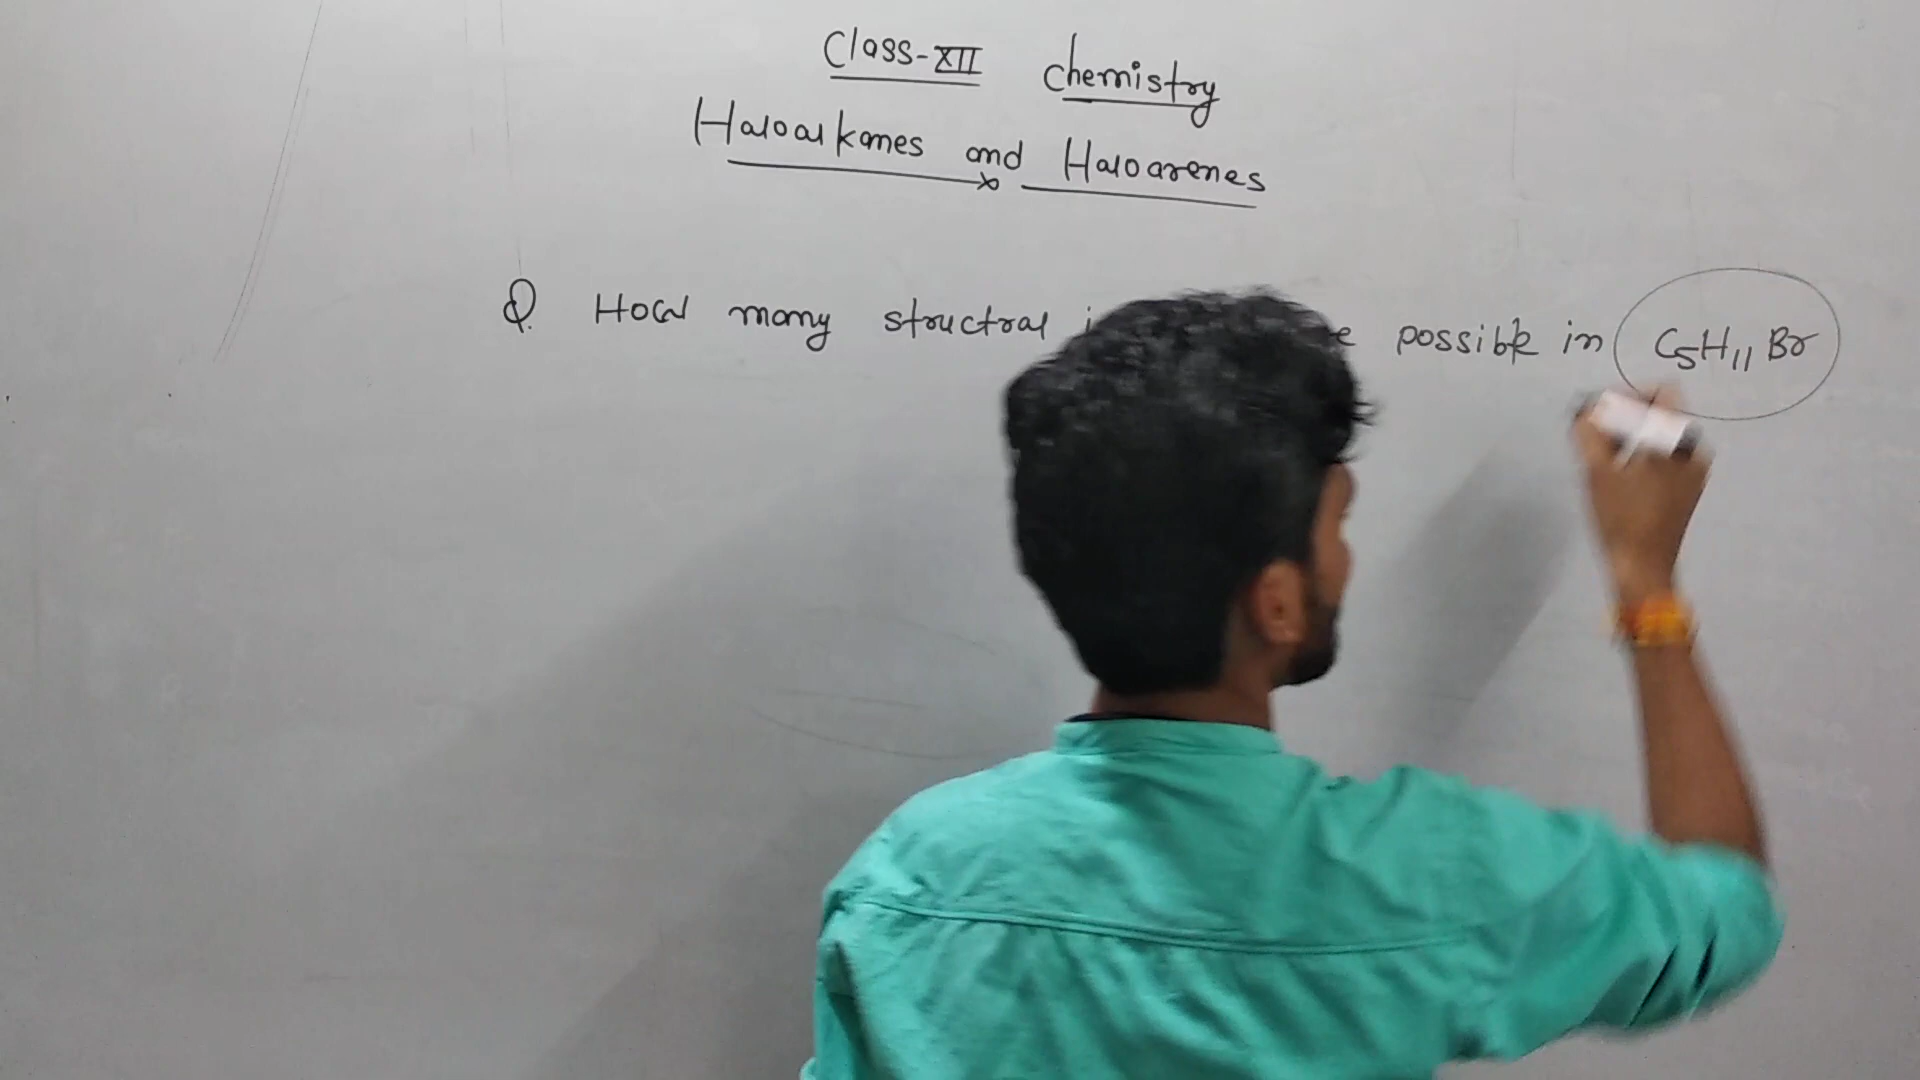 Class-XII Chemistry
Haloalkanes and Haloarenes
Q. How many structral possible in C5H11Br